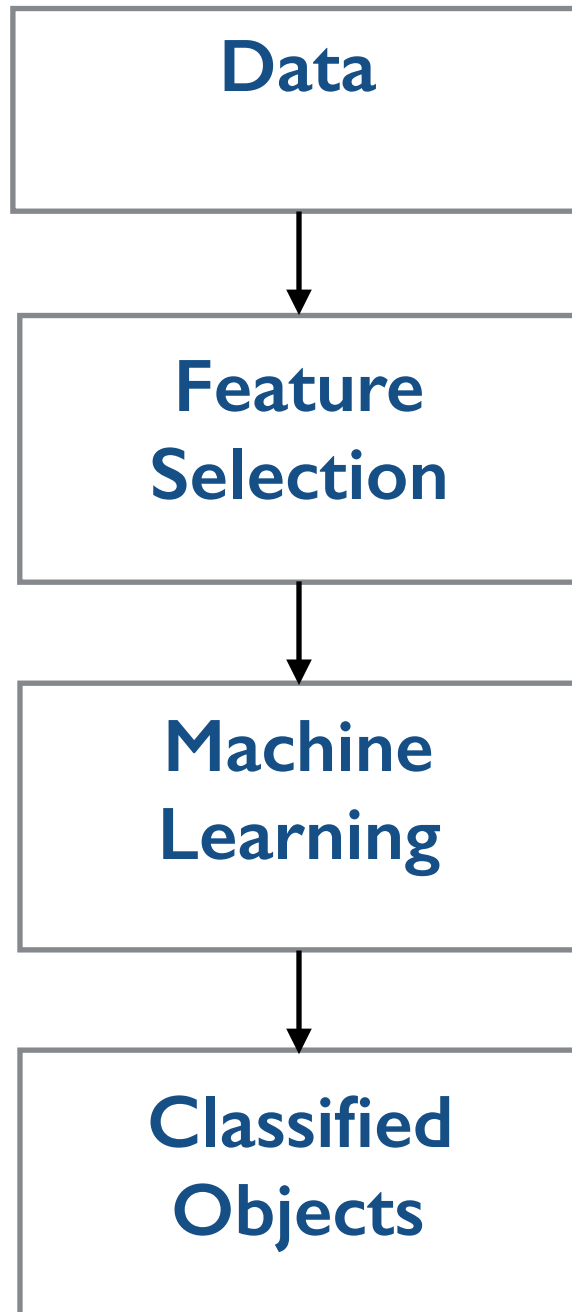 Data
Feature
Selection
Machine
Learning
Classified
Objects